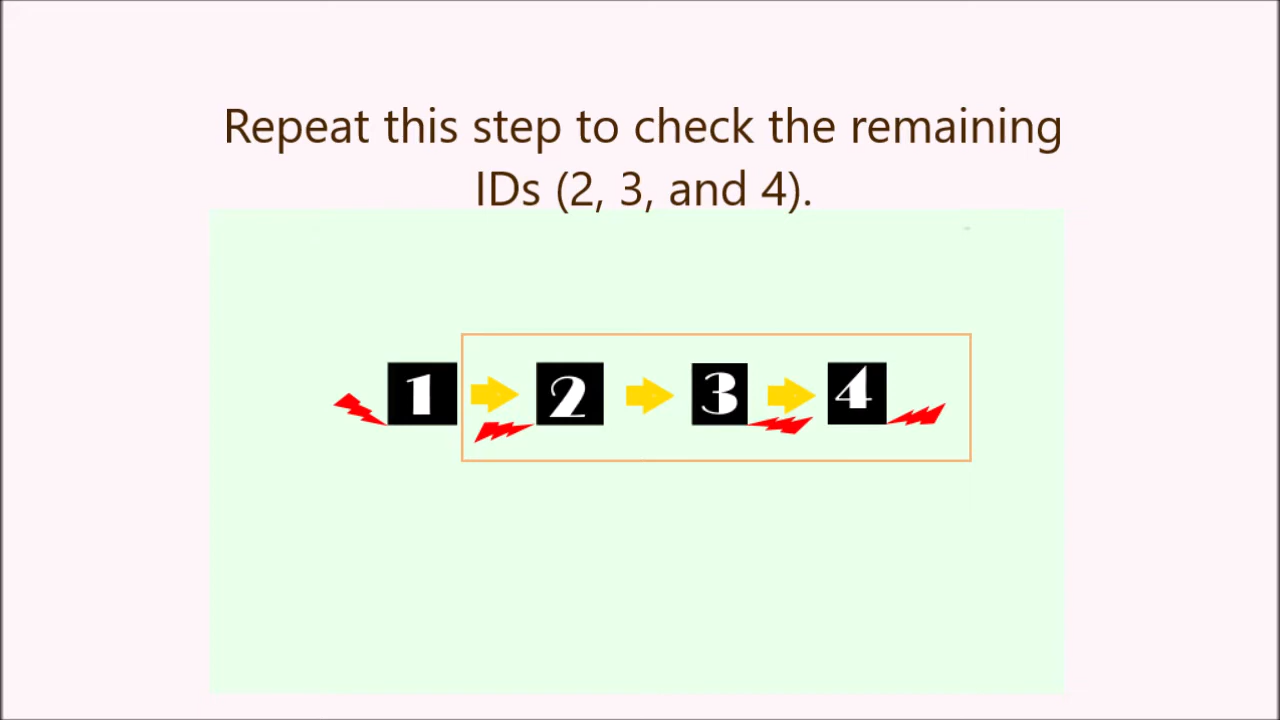 Repeat this step to check the remaining
IDs (2, 3, and 4).
1 2 3 4